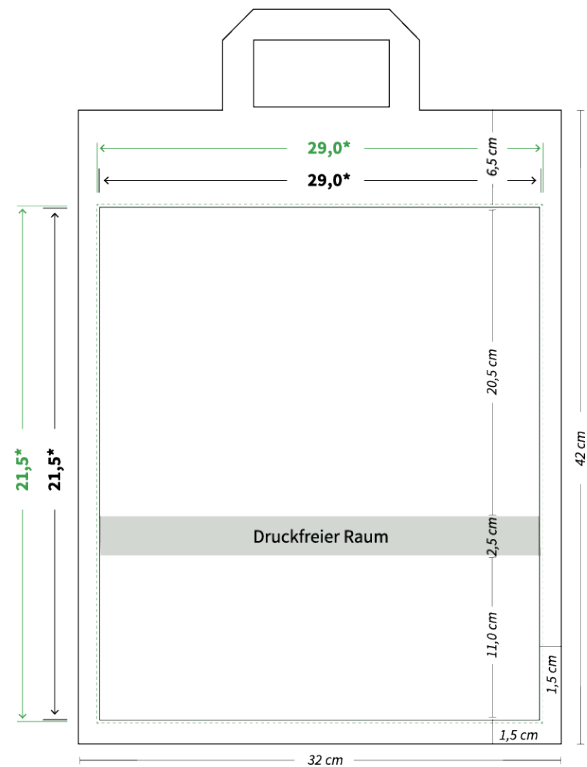 29,0*
29,0*
6,5 cm
21,5*
21,5*
20,5 cm
42 cm
Druckfreier Raum
2,5 cm
11,0 cm
1,5 cm
1,5 cm
32 cm